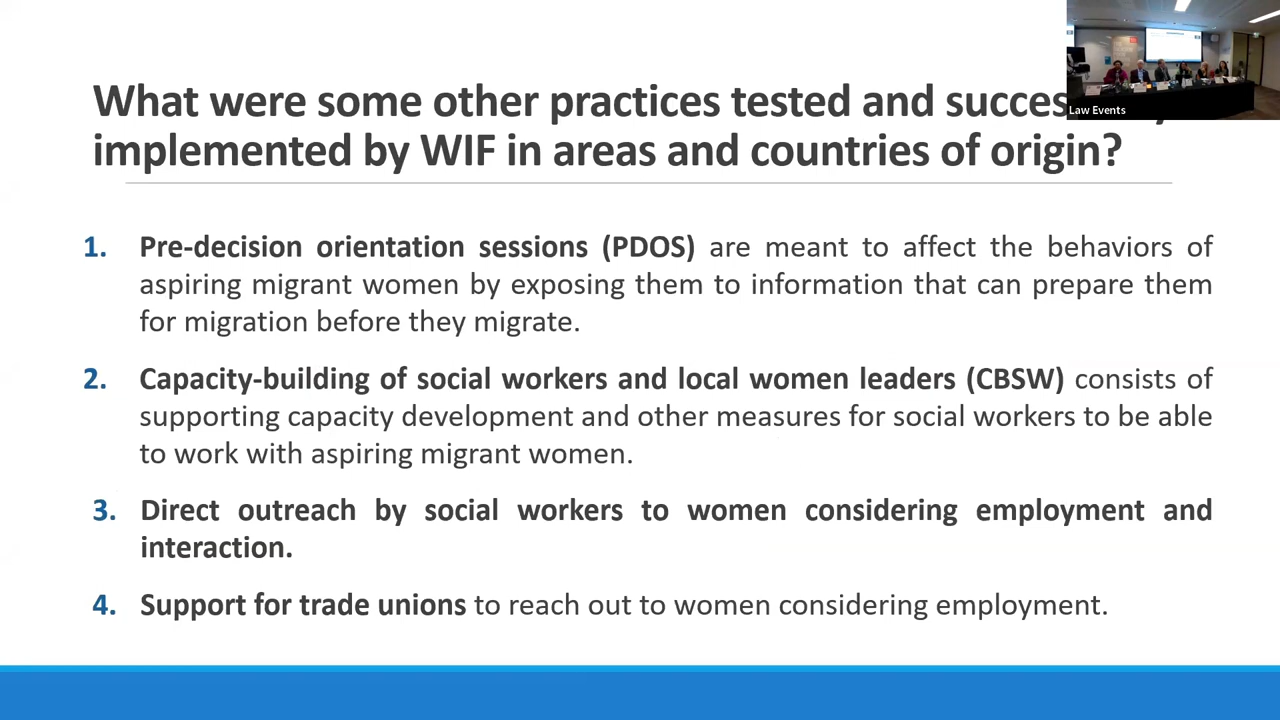 What were some other practices tested and succes
implemented by WIF in areas and countries of origin?
Law Events
1. Pre-decision orientation sessions (PDOS) are meant to affect the behaviors of
aspiring migrant women by exposing them to information that can prepare them
for migration before they migrate.
2. Capacity-building of social workers and local women leaders (CBSW) consists of
supporting capacity development and other measures for social workers to be able
to work with aspiring migrant women.
3. Direct outreach by social workers to women considering employment and
interaction.
4. Support for trade unions to reach out to women considering employment.